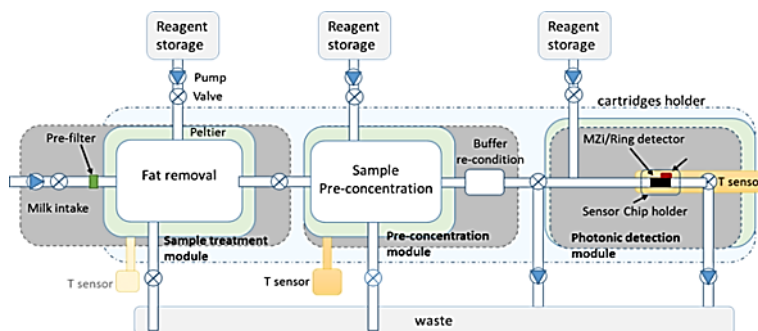 Reagent
storage
Reagent
storage
Reagent
storage
Pump
Valve
cartridges holder
Pre-filter
Peltier
Buffer
re-condition
MZi/Ring detector
Fat removal
Sample
Pre-concentration
T sensor
Milk intake
Sensor Chip holder
Sample treatment
module
Pre-concentration
module
Photonic detection
module
T sensor
T sensor
waste